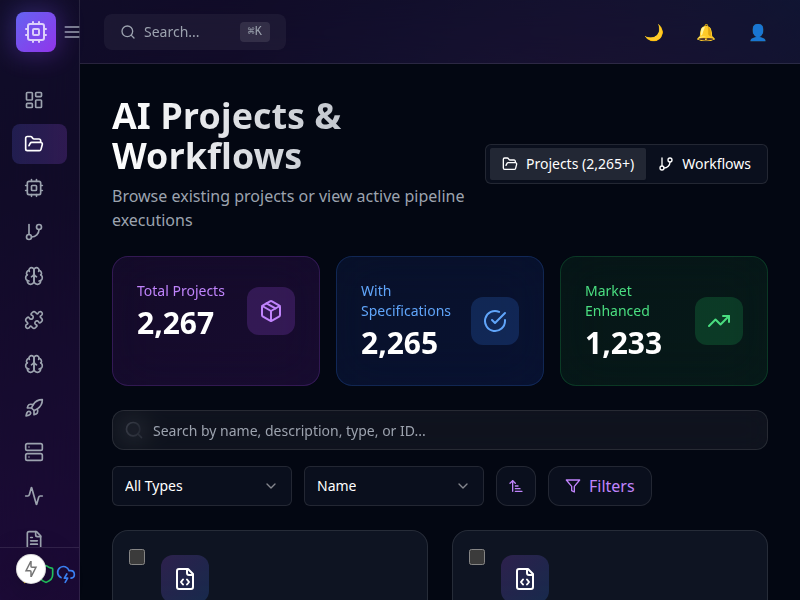 Search...
⌘K
AI Projects &
Workflows
Browse existing projects or view active pipeline
executions
Projects (2,265+)
Workflows
Total Projects
2,267
With
Specifications
2,265
Market
Enhanced
1,233
Search by name, description, type, or ID...
All Types
Name
Filters